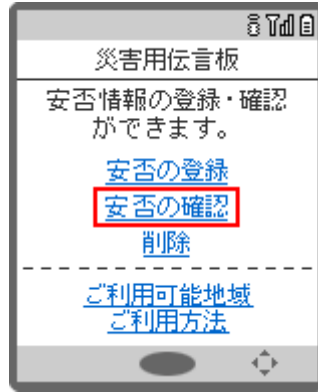 災害用伝言板
安否情報の登録・確認
ができます。
安否の登録
安否の確認
削除
ご利用可能地域
ご利用方法